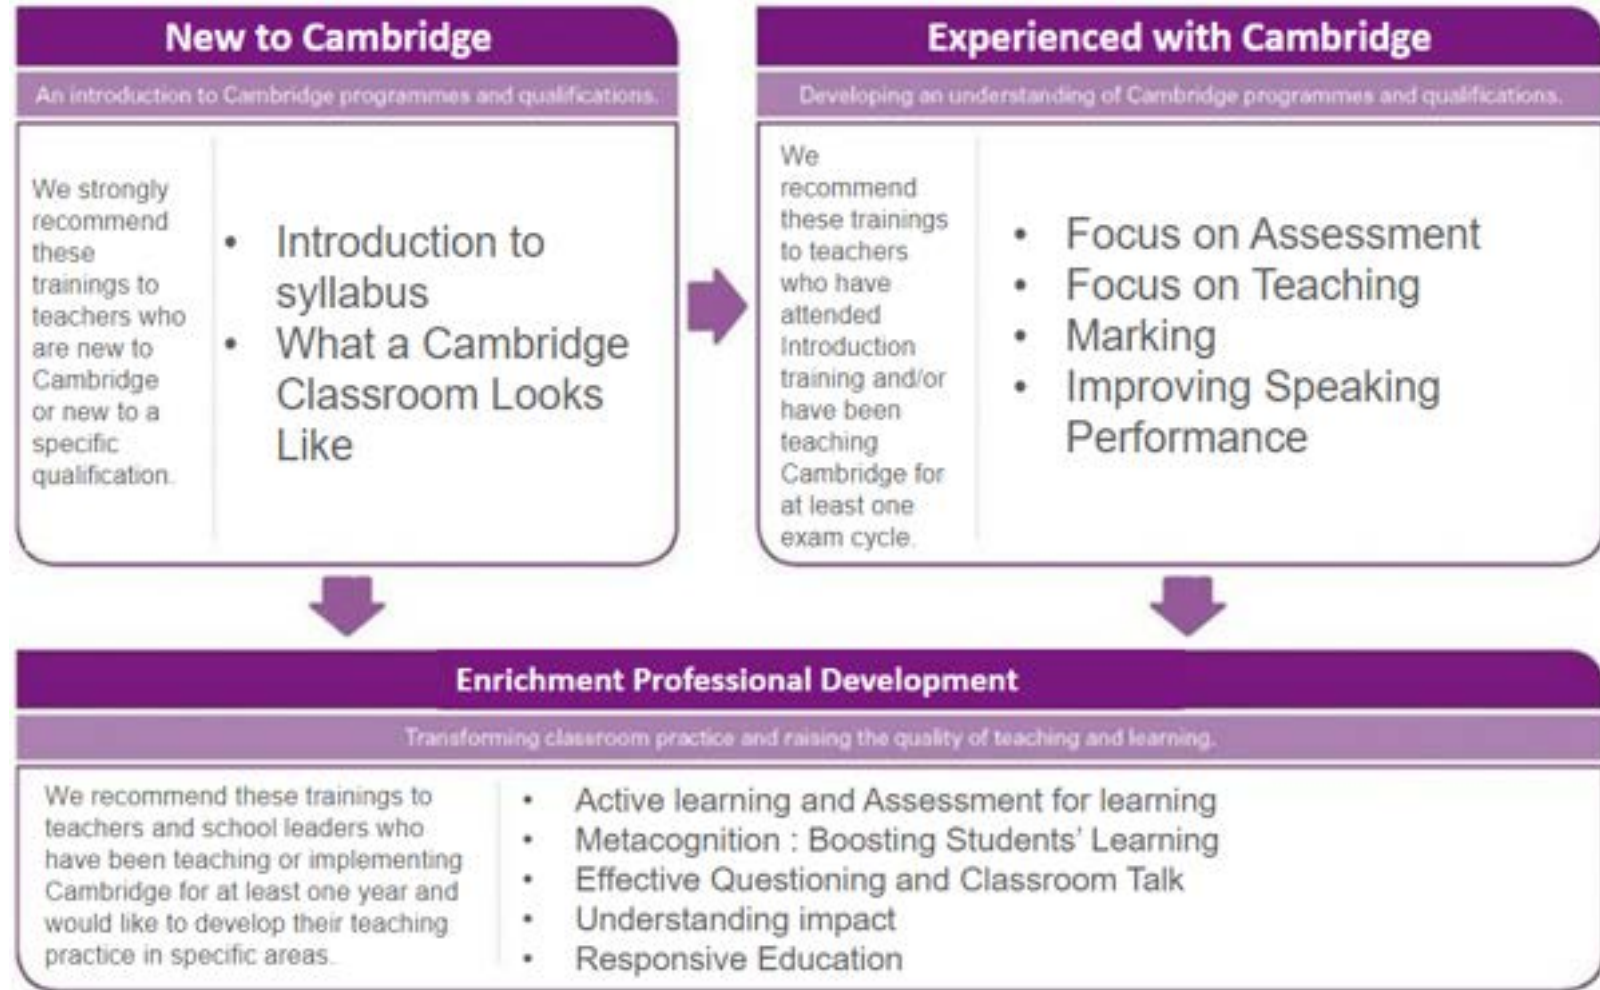 New to Cambridge
An introduction to Cambridge programmes and qualifications.
We strongly
recommend
these
trainings to
teachers who
are new to
Cambridge
or new to a
specific
qualification.
• Introduction to
syllabus
• What a Cambridge
Classroom Looks
Like
Experienced with Cambridge
Developing an understanding of Cambridge programmes and qualifications.
We
recommend
these trainings
to teachers
who have
attended
Introduction
training and/or
have been
teaching
Cambridge for
at least one
exam cycle.
• Focus on Assessment
• Focus on Teaching
• Marking
• Improving Speaking
Performance
Enrichment Professional Development
Transforming classroom practice and raising the quality of teaching and learning.
We recommend these trainings to
teachers and school leaders who
have been teaching or implementing
Cambridge for at least one year and
would like to develop their teaching
practice in specific areas.
• Active learning and Assessment for learning
• Metacognition : Boosting Students' Learning
• Effective Questioning and Classroom Talk
• Understanding impact
• Responsive Education